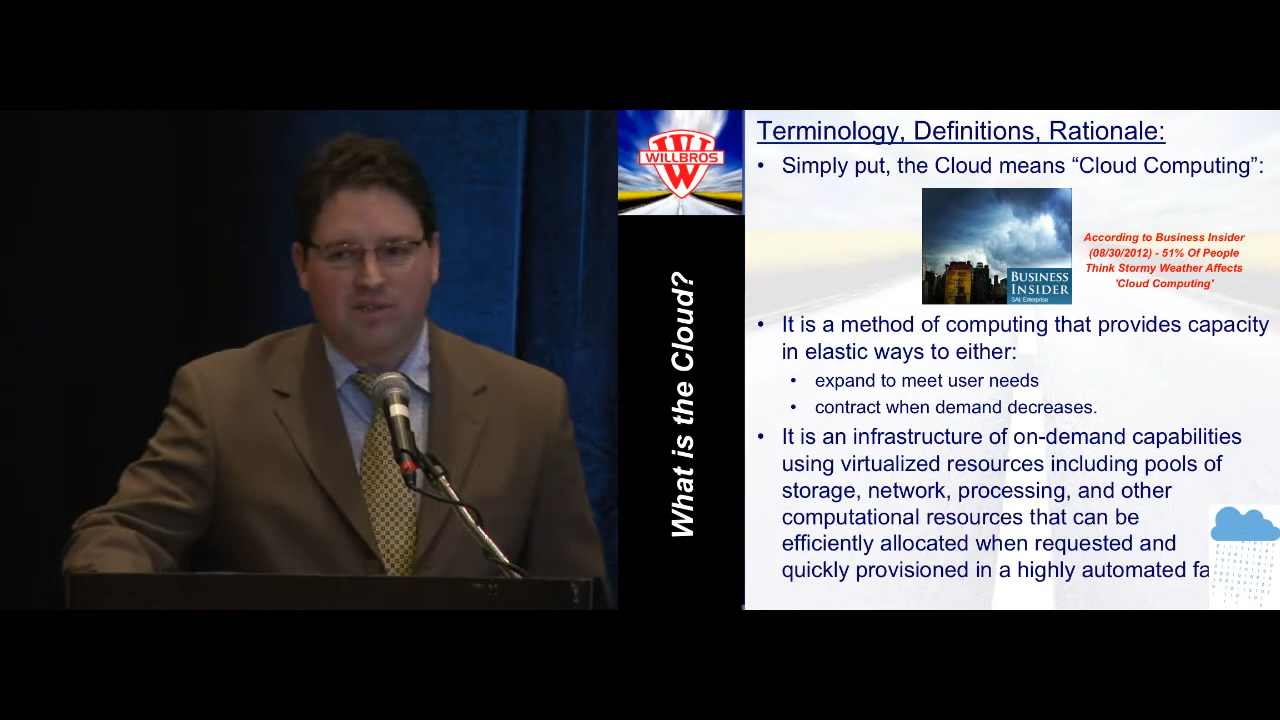 WILLBROS
What is the Cloud?
Terminology, Definitions, Rationale:
• Simply put, the Cloud means “Cloud Computing”:
BUSINESS
INSIDER
SAI: Enterprise
According to Business Insider
(08/30/2012) - 51% Of People
Think Stormy Weather Affects
'Cloud Computing'
• It is a method of computing that provides capacity
in elastic ways to either:
• expand to meet user needs
• contract when demand decreases.
• It is an infrastructure of on-demand capabilities
using virtualized resources including pools of
storage, network, processing, and other
computational resources that can be
efficiently allocated when requested and
quickly provisioned in a highly automated fa